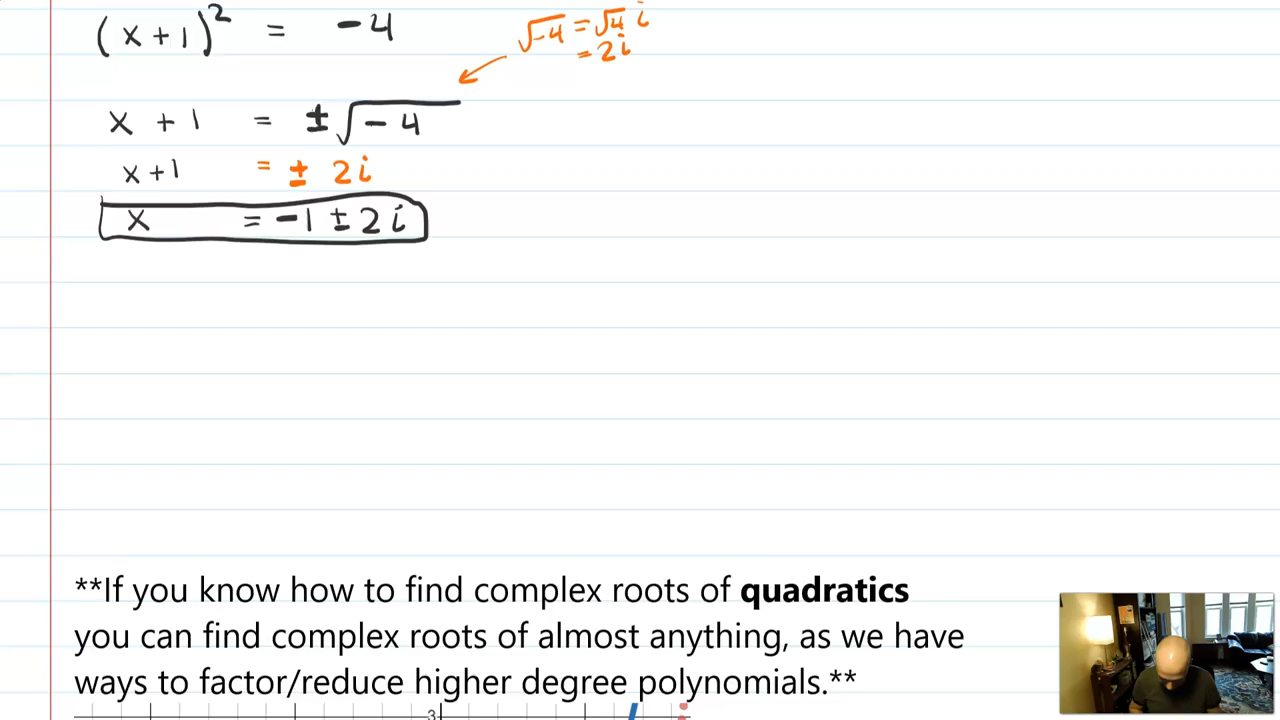 (x+1)² = -4
√-4 = √4 i
= 2i
x + 1 = ±√-4
x+1 = ± 2i
x = -1 ± 2i
**If you know how to find complex roots of quadratics
you can find complex roots of almost anything, as we have
ways to factor/reduce higher degree polynomials.**
3